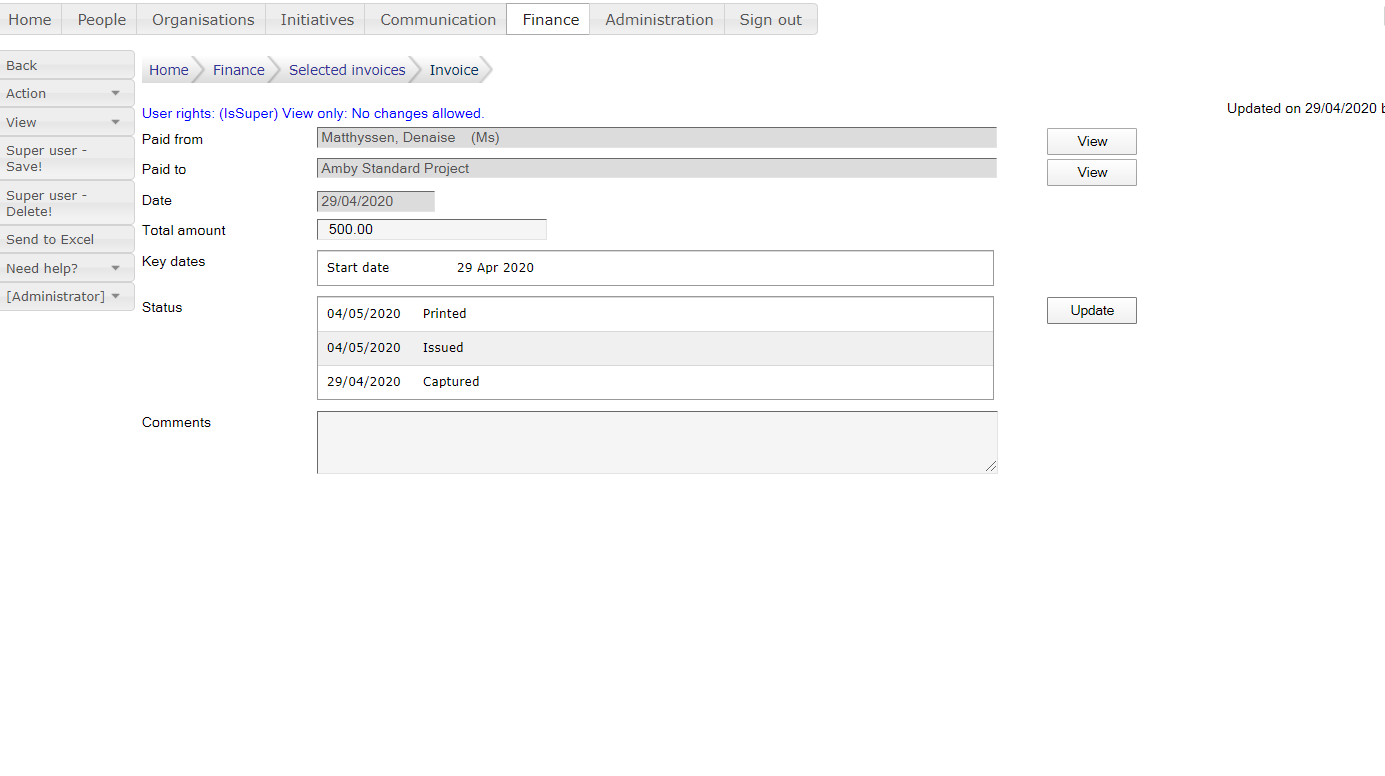 Home People Organisations Initiatives Communication Finance Administration Sign out
Back
Action
View
Super user -
Save!
Super user -
Delete!
Send to Excel
Need help?
[Administrator]
Home Finance Selected invoices Invoice
User rights: (IsSuper) View only: No changes allowed.
Updated on 29/04/2020
Paid from Matthyssen, Denaise (Ms) View
Paid to Amby Standard Project View
Date 29/04/2020
Total amount 500.00
Key dates Start date 29 Apr 2020
Status 04/05/2020 Printed Update
04/05/2020 Issued
29/04/2020 Captured
Comments